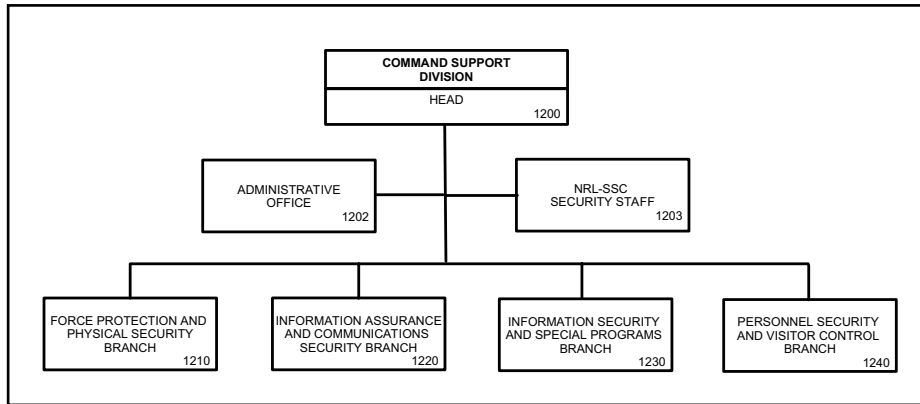 COMMAND SUPPORT
DIVISION
HEAD
1200
ADMINISTRATIVE
OFFICE
1202
NRL-SSC
SECURITY STAFF
1203
FORCE PROTECTION AND
PHYSICAL SECURITY
BRANCH
1210
INFORMATION ASSURANCE
AND COMMUNICATIONS
SECURITY BRANCH
1220
INFORMATION SECURITY
AND SPECIAL PROGRAMS
BRANCH
1230
PERSONNEL SECURITY
AND VISITOR CONTROL
BRANCH
1240